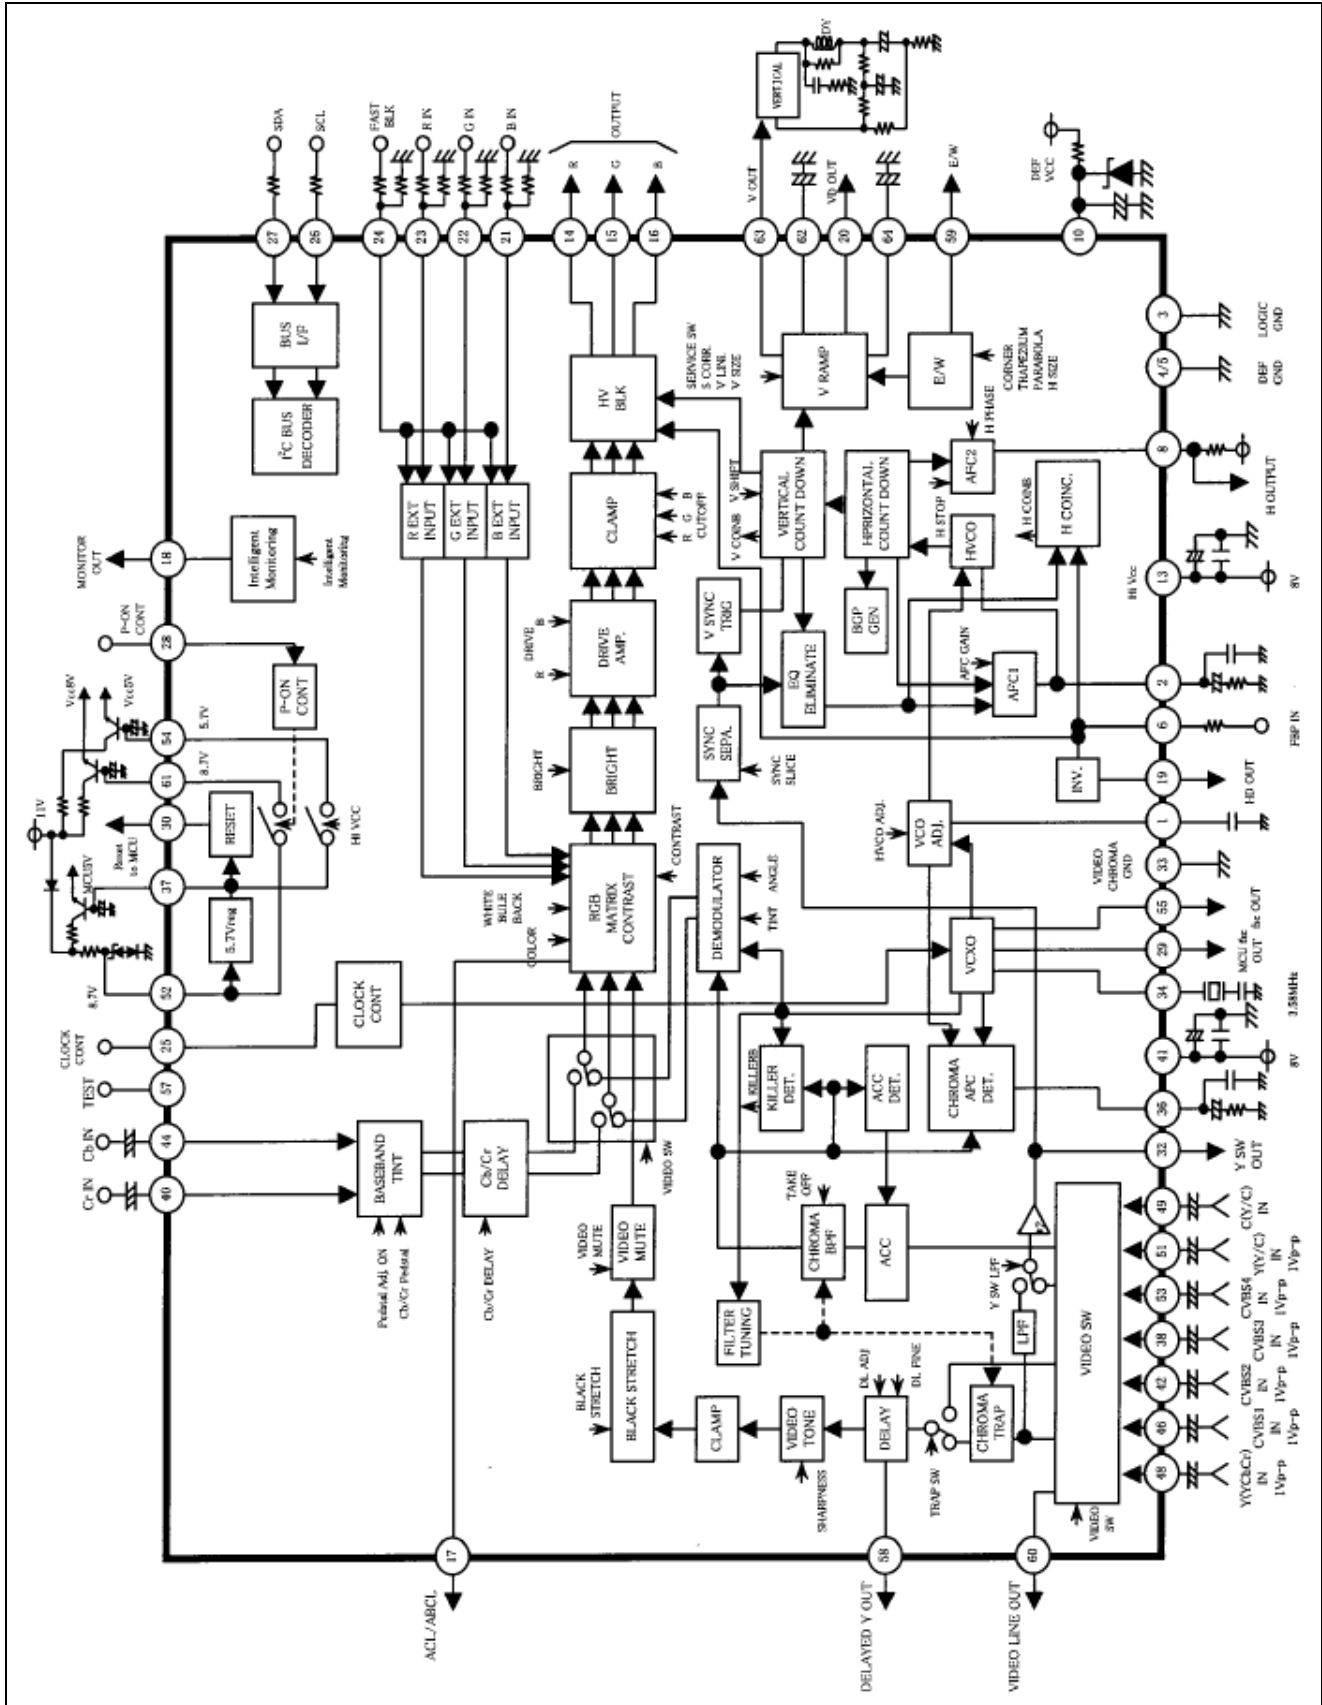 Cr IN
Cb IN
TEST
CLOCK
CONT
8.7V
11V
MCU5V
Reset
to MCU
8.7V
5.7V
Vcc8V
Vcc5V
P-ON
CONT
MONITOR
OUT
40
44
57
25
52
37
30
61
54
28
18
5.7Vreg
RESET
HI VCC
P-ON
CONT
Intelligent
Monitoring
Intelligent
Monitoring
I²C BUS
DECODER
BUS
I/F
27
26
SDA
SCL
CLOCK
CONT
Pedstal Adj. ON
Cb/Cr Pedstal
BASEBAND
TINT
Cb/Cr DELAY
Cb/Cr
DELAY
24
23
22
21
FAST
BLK
R IN
G IN
B IN
R EXT
INPUT
G EXT
INPUT
B EXT
INPUT
17
ACL/ABCL
BLACK
STRETCH
BLACK STRETCH
VIDEO
MUTE
VIDEO MUTE
VIDEO SW
COLOR
WHITE
BULE
BACK
RGB
MATRIX
CONTRAST
CONTRAST
BRIGHT
BRIGHT
DRIVE
R
B
DRIVE
AMP.
CLAMP
R G B
CUTOFF
HV
BLK
14
15
16
R
G
B
OUTPUT
SERVICE SW
S CORR.
V LINI.
V SIZE
CLAMP
VIDEO
TONE
SHARPNESS
DELAY
DL ADJ
DL FINE
58
DELAYED Y OUT
TRAP SW
CHROMA
TRAP
FILTER
TUNING
TAKE
OFF
CHROMA
BPF
ACC
KILLERB
KILLER
DET.
ACC
DET.
CHROMA
APC
DET.
DEMODULATOR
TINT
ANGLE
VCXO
HVCO ADJ.
VCO
ADJ.
SYNC
SEPA.
SYNC
SLICE
V SYNC
TRIG
EQ
ELIMINATE
BGP
GEN
V COINB
V SHIFT
VERTICAL
COUNT DOWN
HPRIZONTAL
COUNT DOWN
H STOP
HVCO
AFC2
H PHASE
AFC GAIN
AFC1
H COINB
H COINC.
INV.
V RAMP
E/W
CORNER
TRAPEZIUM
PARABOLA
H SIZE
63
62
20
64
59
10
V OUT
VD OUT
E/W
VERTICAL
DY
DEF
VCC
Y SW LPF
LPF
VIDEO SW
VIDEO
SW
60
VIDEO LINE OUT
48
46
42
38
53
51
49
32
36
41
34
29
55
33
1
19
6
2
13
8
4/5
3
Y(YCbCr)
IN
1Vp-p
CVBS1
IN
1Vp-p
CVBS2
IN
1Vp-p
CVBS3
IN
1Vp-p
CVBS4
IN
1Vp-p
Y(Y/C)
IN
1Vp-p
C(Y/C)
IN
Y SW
OUT
8V
3.58MHz
MCU fsc
OUT
fsc OUT
VIDEO
CHROMA
GND
HD OUT
FBP IN
Hi Vcc
8V
H OUTPUT
DEF
GND
LOGIC
GND